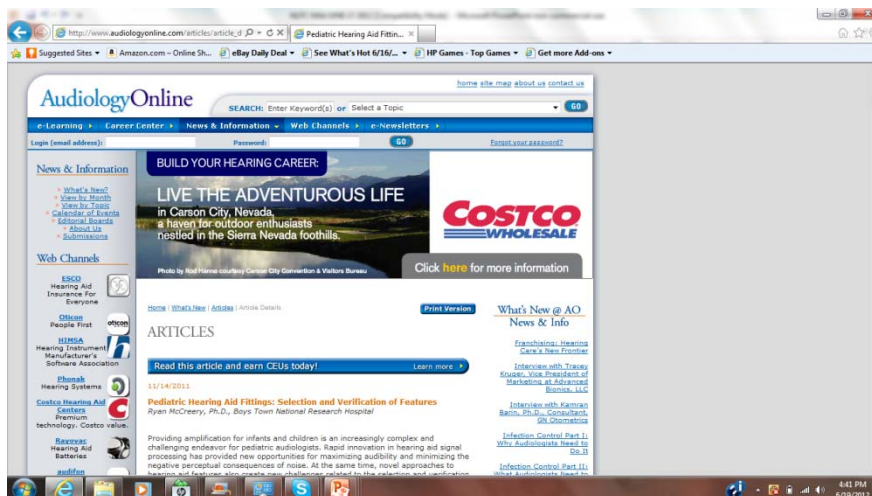 http://www.audiologyonline.com/articles/article_d
Pediatric Hearing Aid Fittin...
Suggested Sites
Amazon.com – Online Sh...
eBay Daily Deal
See What's Hot 6/16/...
HP Games - Top Games
Get more Add-ons
home site map about us contact us
AudiologyOnline
SEARCH: Enter Keyword(s) or Select a Topic GO
e-Learning Career Center News & Information Web Channels e-Newsletters
Login (email address): Password: GO Forgot your password?
News & Information
What's New?
View by Month
View by Topic
Calendar of Events
Editorial Boards
About Us
Submissions
Web Channels
ESCO
Hearing Aid
Insurance For
Everyone
Oticon
People First
oticon
HIMSA
Hearing Instrument
Manufacturer's
Software Association
Phonak
Hearing Systems
Costco Hearing Aid
Centers
Premium
technology. Costco value.
Rayovac
Hearing Aid
Batteries
audifon
BUILD YOUR HEARING CAREER:
LIVE THE ADVENTUROUS LIFE
in Carson City, Nevada,
a haven for outdoor enthusiasts
nestled in the Sierra Nevada foothills.
Photo by Rod Hanna courtesy Carson City Convention & Visitors Bureau
COSTCO
WHOLESALE
Click here for more information
Home | What's New | Articles | Article Details
Print Version
ARTICLES
Read this article and earn CEUs today! Learn more
11/14/2011
Pediatric Hearing Aid Fittings: Selection and Verification of Features
Ryan McCreery, Ph.D., Boys Town National Research Hospital
Providing amplification for infants and children is an increasingly complex and
challenging endeavor for pediatric audiologists. Rapid innovation in hearing aid signal
processing has provided new opportunities for maximizing audibility and minimizing the
negative perceptual consequences of noise. At the same time, novel approaches to
hearing aid features also create new challenges related to the selection and verification
What's New @ AO
News & Info
Franchising: Hearing
Care's New Frontier
Interview with Tracey
Kruger, Vice President of
Marketing at Advanced
Bionics, LLC
Interview with Kamran
Barin, Ph.D., Consultant,
GN Otometrics
Infection Control Part I:
Why Audiologists Need to
Do It
Infection Control Part II:
What Audiologists Need to
4:41 PM
6/19/2012